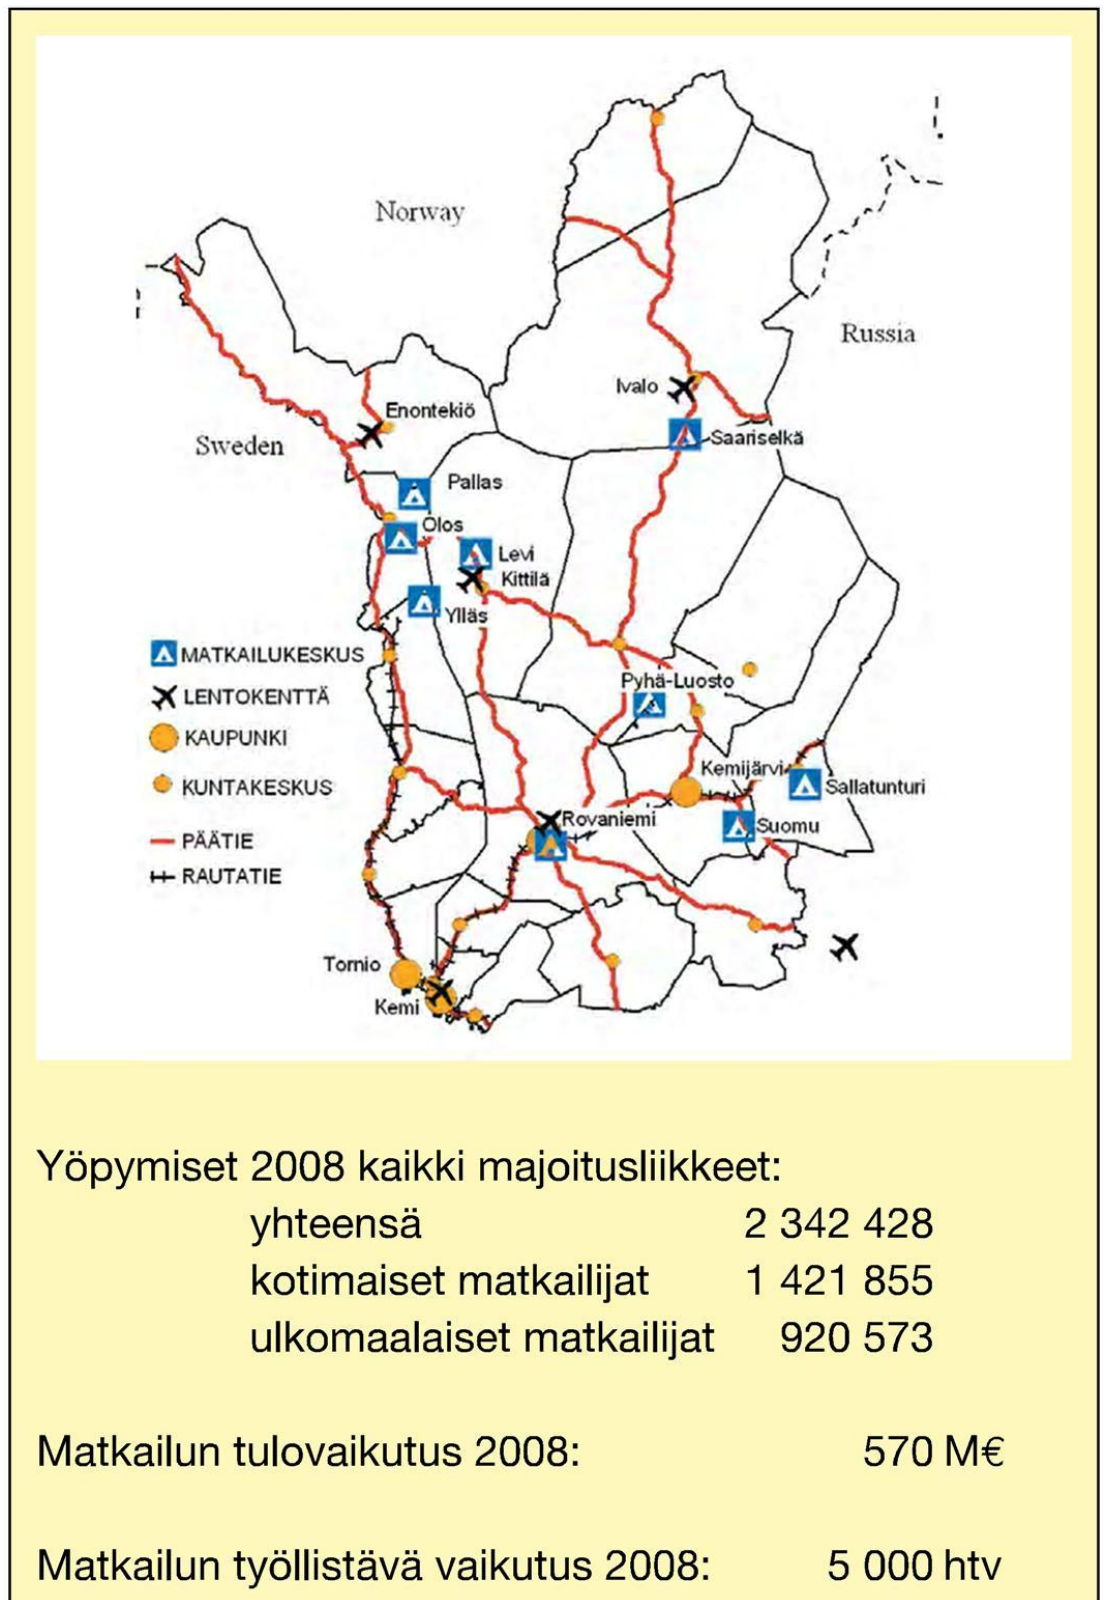 Norway
Russia
Ivalo
Enontekiö
Sweden
Saariselkä
Pallas
Olos
Levi
Kittilä
Ylläs
MATKAILUKESKUS
LENTOKENTTÄ
KAUPUNKI
KUNTAKESKUS
PÄÄTIE
RAUTATIE
Pyhä-Luosto
Kemijärvi
Sallatunturi
Rovaniemi
Suomu
Tornio
Kemi
Yöpymiset 2008 kaikki majoitusliikkeet:
yhteensä 2 342 428
kotimaiset matkailijat 1 421 855
ulkomaalaiset matkailijat 920 573
Matkailun tulovaikutus 2008: 570 M€
Matkailun työllistävä vaikutus 2008: 5 000 htv